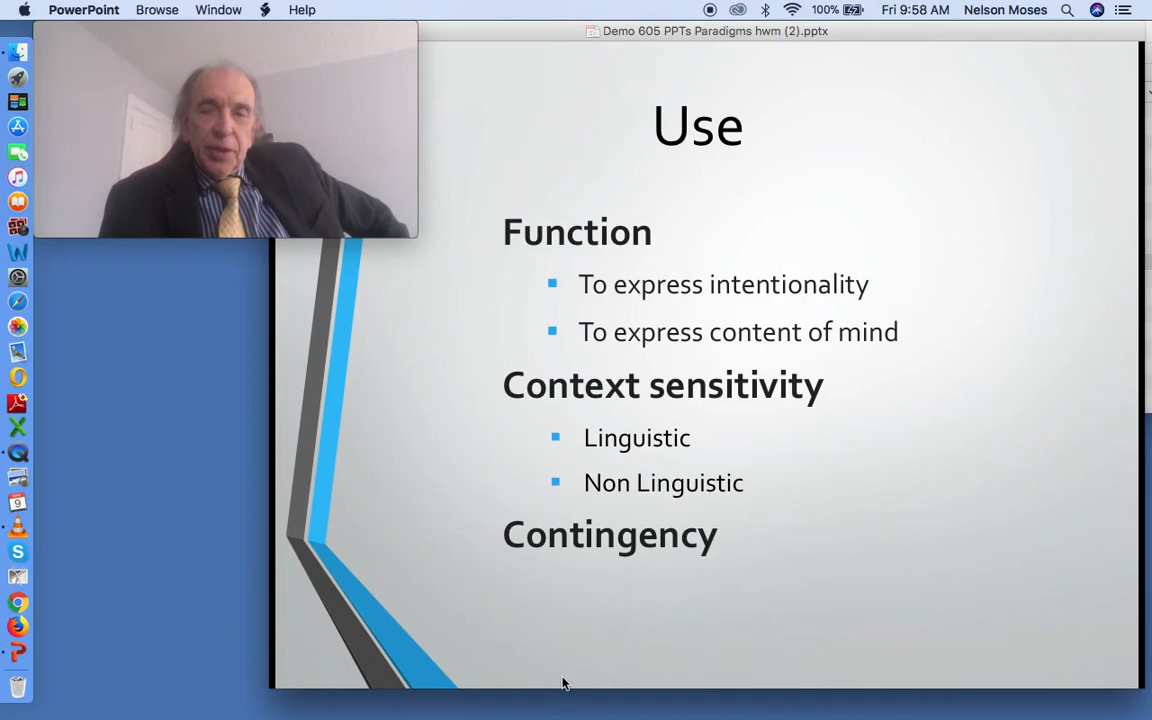 PowerPoint Browse Window Help 100% Fri 9:58 AM Nelson Moses
Demo 605 PPTs Paradigms hwm (2).pptx
Use
Function
To express intentionality
To express content of mind
Context sensitivity
Linguistic
Non Linguistic
Contingency
9